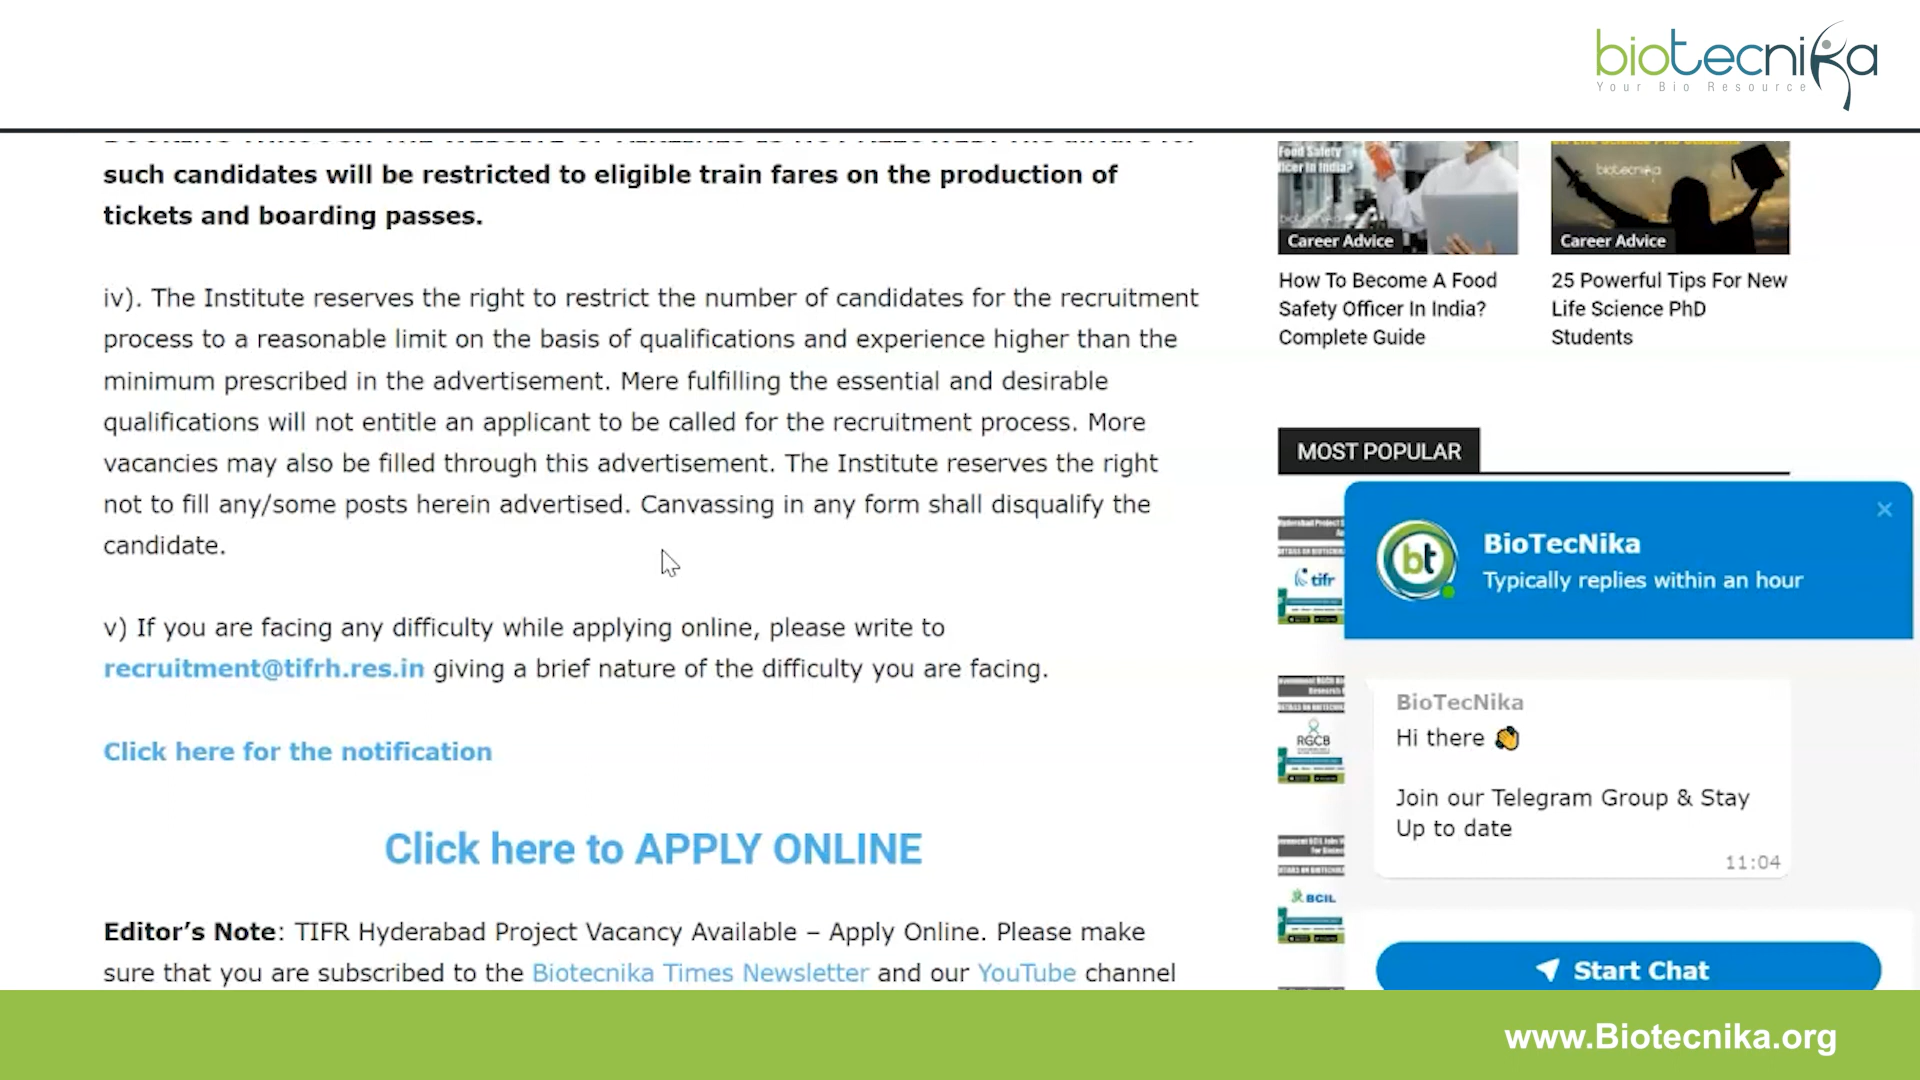 biotecnika
Your Bio Resource
such candidates will be restricted to eligible train fares on the production of
tickets and boarding passes.
iv). The Institute reserves the right to restrict the number of candidates for the recruitment
process to a reasonable limit on the basis of qualifications and experience higher than the
minimum prescribed in the advertisement. Mere fulfilling the essential and desirable
qualifications will not entitle an applicant to be called for the recruitment process. More
vacancies may also be filled through this advertisement. The Institute reserves the right
not to fill any/some posts herein advertised. Canvassing in any form shall disqualify the
candidate.
v) If you are facing any difficulty while applying online, please write to
recruitment@tifrh.res.in giving a brief nature of the difficulty you are facing.
Click here for the notification
Click here to APPLY ONLINE
Editor’s Note: TIFR Hyderabad Project Vacancy Available – Apply Online. Please make
sure that you are subscribed to the Biotecnika Times Newsletter and our YouTube channel
Food Safety
icer In India?
biotecnika
Career Advice
How To Become A Food
Safety Officer In India?
Complete Guide
biotecnika
Career Advice
25 Powerful Tips For New
Life Science PhD
Students
MOST POPULAR
tifr
RGCB
BCIL
bt
BioTecNika
Typically replies within an hour
×
BioTecNika
Hi there
Join our Telegram Group & Stay
Up to date
11:04
Start Chat
www.Biotecnika.org